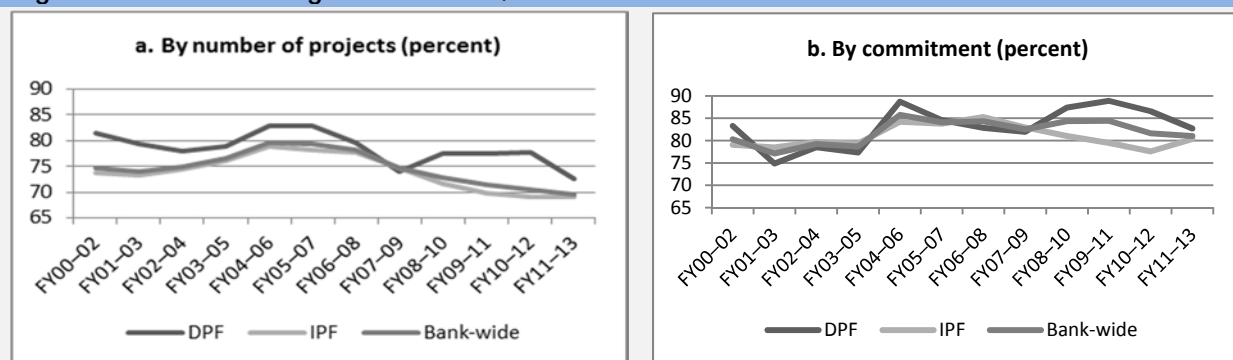 a. By number of projects (percent)
90
85
80
75
70
65
FY00–02
FY01–03
FY02–04
FY03–05
FY04–06
FY05–07
FY06–08
FY07–09
FY08–10
FY09–11
FY10–12
FY11–13
DPF IPF Bank-wide
b. By commitment (percent)
90
85
80
75
70
65
FY00–02
FY01–03
FY02–04
FY03–05
FY04–06
FY05–07
FY06–08
FY07–09
FY08–10
FY09–11
FY10–12
FY11–13
DPF IPF Bank-wide